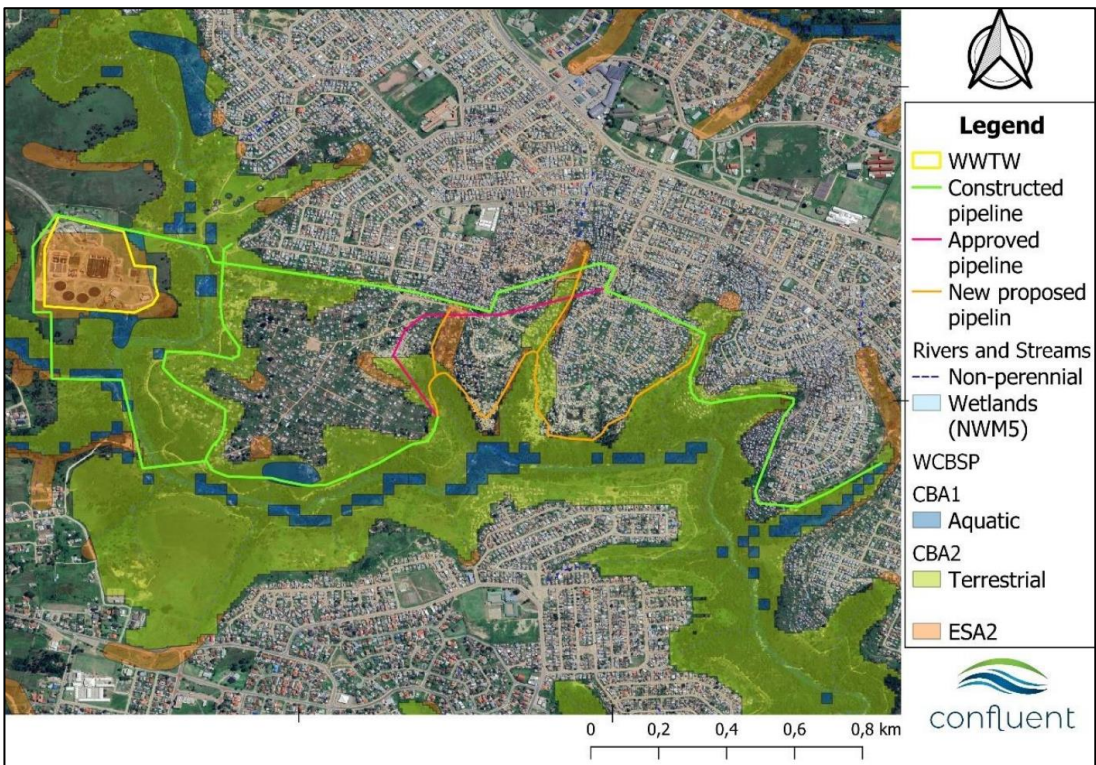 Legend
WWTW
Constructed
pipeline
Approved
pipeline
New proposed
pipelin
Rivers and Streams
Non-perennial
Wetlands
(NWM5)
WCBSP
CBA1
Aquatic
CBA2
Terrestrial
ESA2
0 0,2 0,4 0,6 0,8 km
confluent